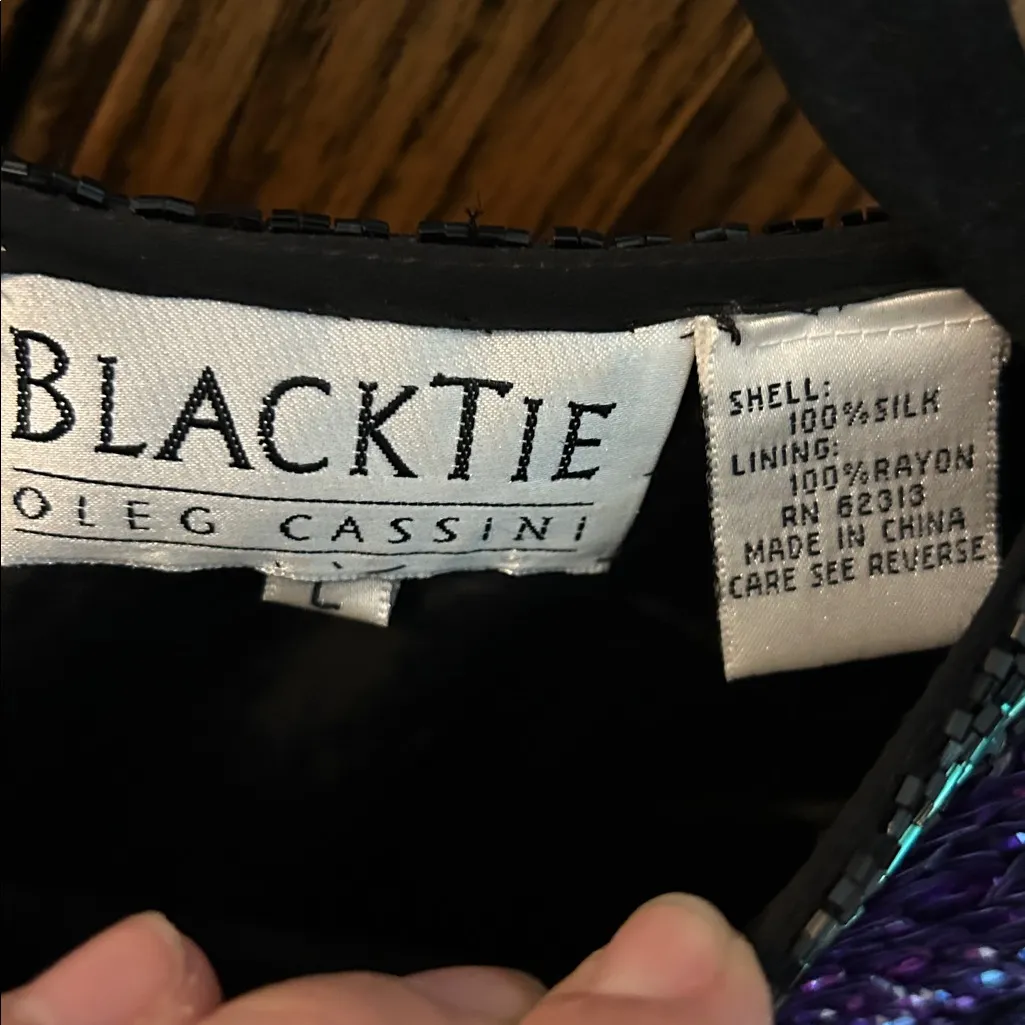 BLACKTIE
OLEG CASSINI
L
SHELL:
100%SILK
LINING:
100%RAYON
RN 62313
MADE IN CHINA
CARE SEE REVERSE